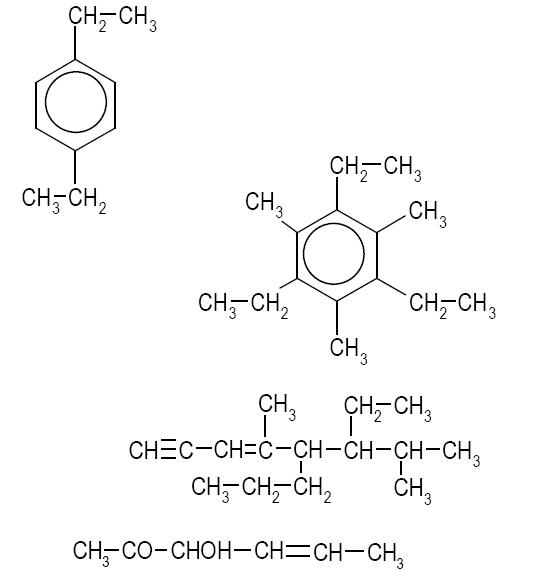 CH2–CH3
CH3–CH2
CH2–CH3
CH3 CH3
CH3–CH2 CH2–CH3
CH3
CH3 CH2–CH3
CH≡C–CH=C–CH–CH–CH–CH3
CH3–CH2–CH2 CH3
CH3–CO–CHOH–CH=CH–CH3